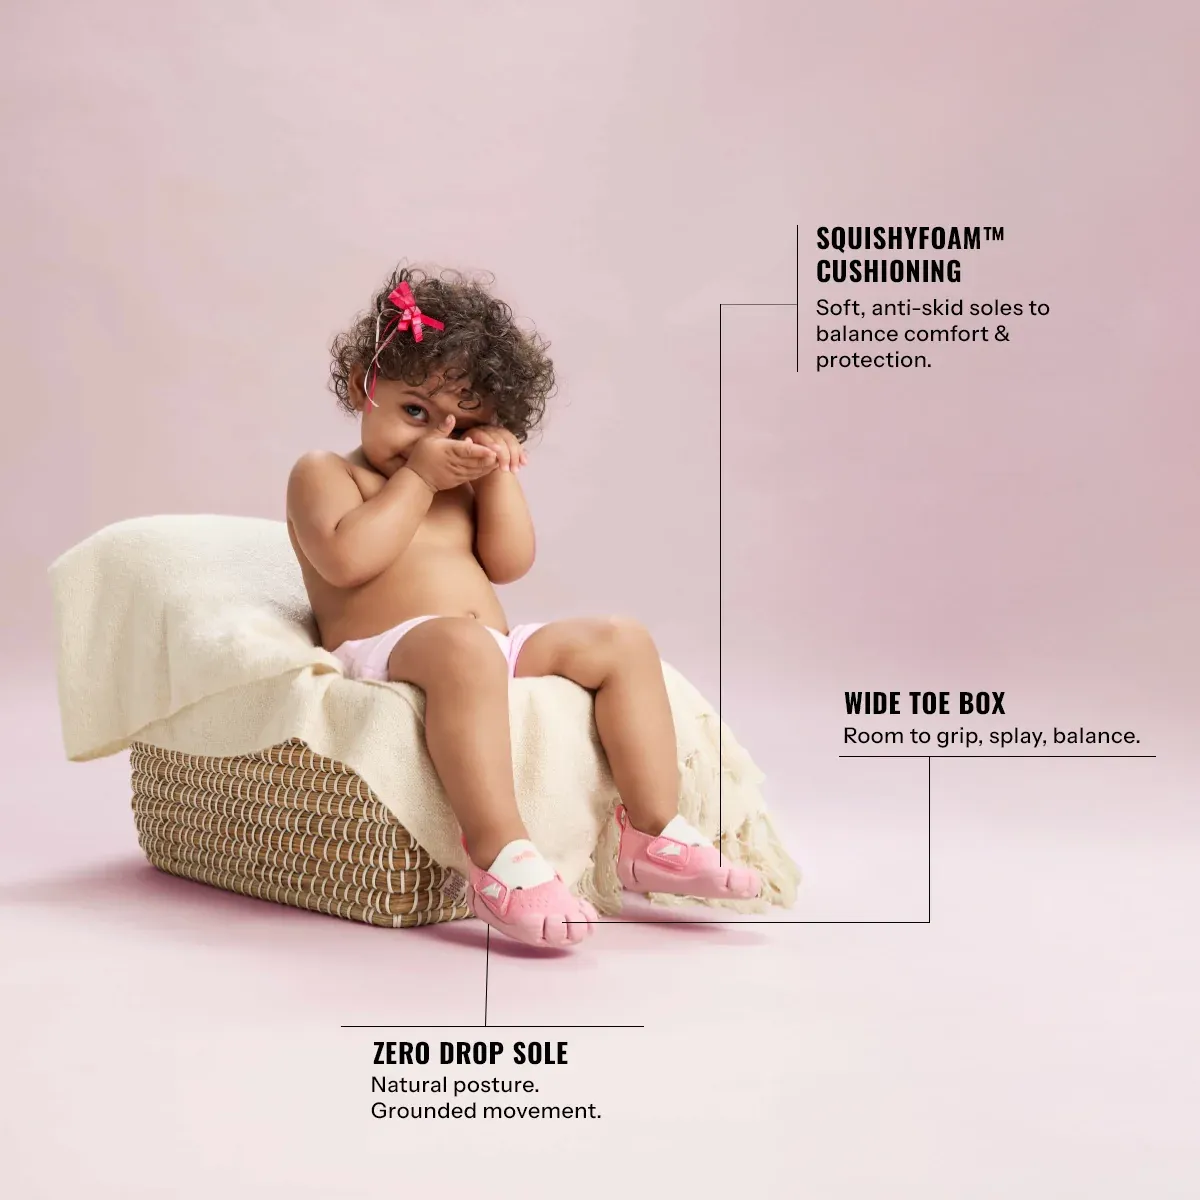 SQUISHYFOAM™
CUSHIONING
Soft, anti-skid soles to
balance comfort &
protection.
WIDE TOE BOX
Room to grip, splay, balance.
ZERO DROP SOLE
Natural posture.
Grounded movement.